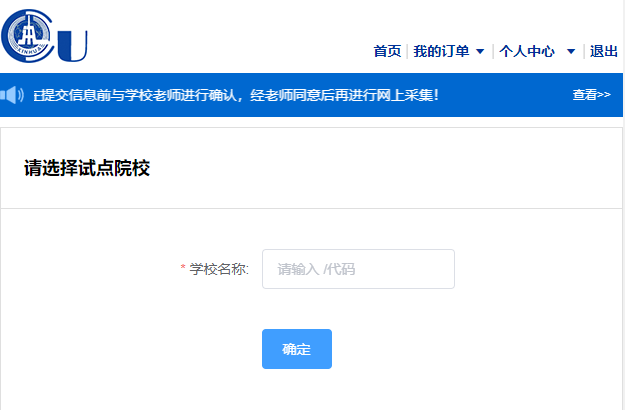 XINHUA
CU
首页 我的订单 个人中心 退出
提交信息前与学校老师进行确认，经老师同意后再进行网上采集！ 查看>>
请选择试点院校
* 学校名称: 请输入 /代码
确定